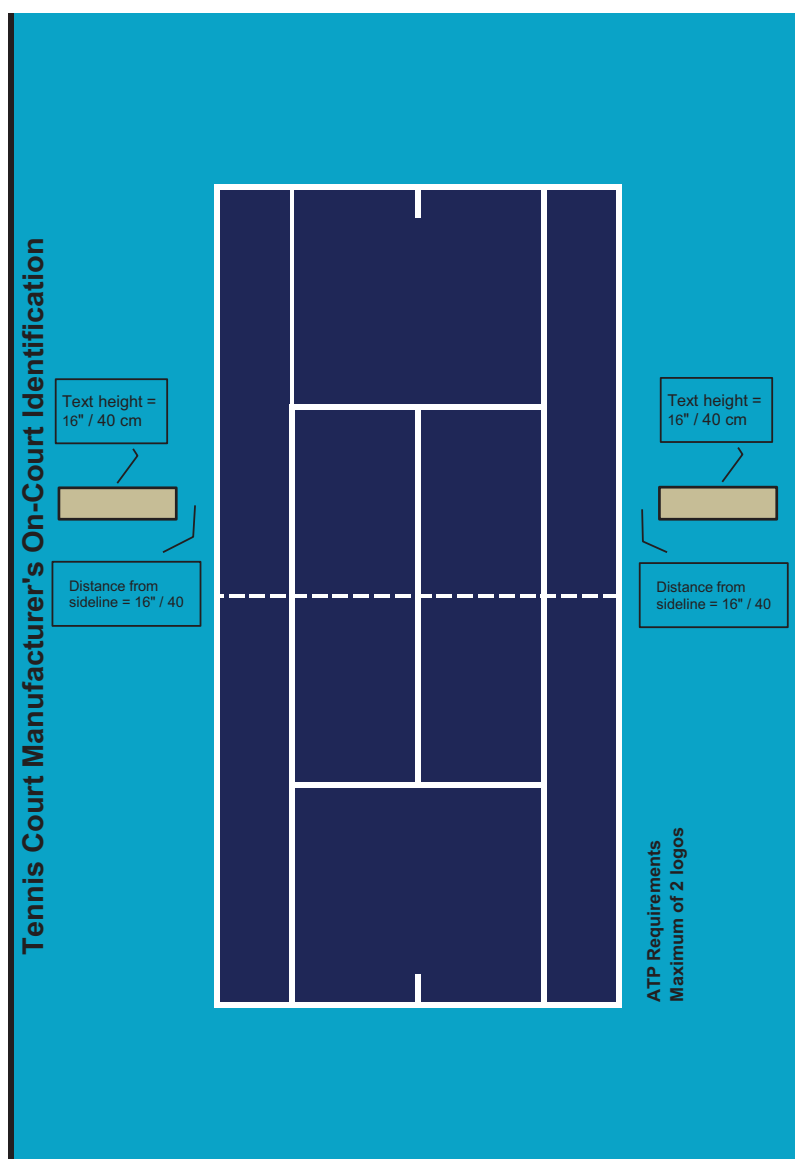 Tennis Court Manufacturer's On-Court Identification
Text height =
16" / 40 cm
Distance from
sideline = 16" / 40
Text height =
16" / 40 cm
Distance from
sideline = 16" / 40
ATP Requirements
Maximum of 2 logos